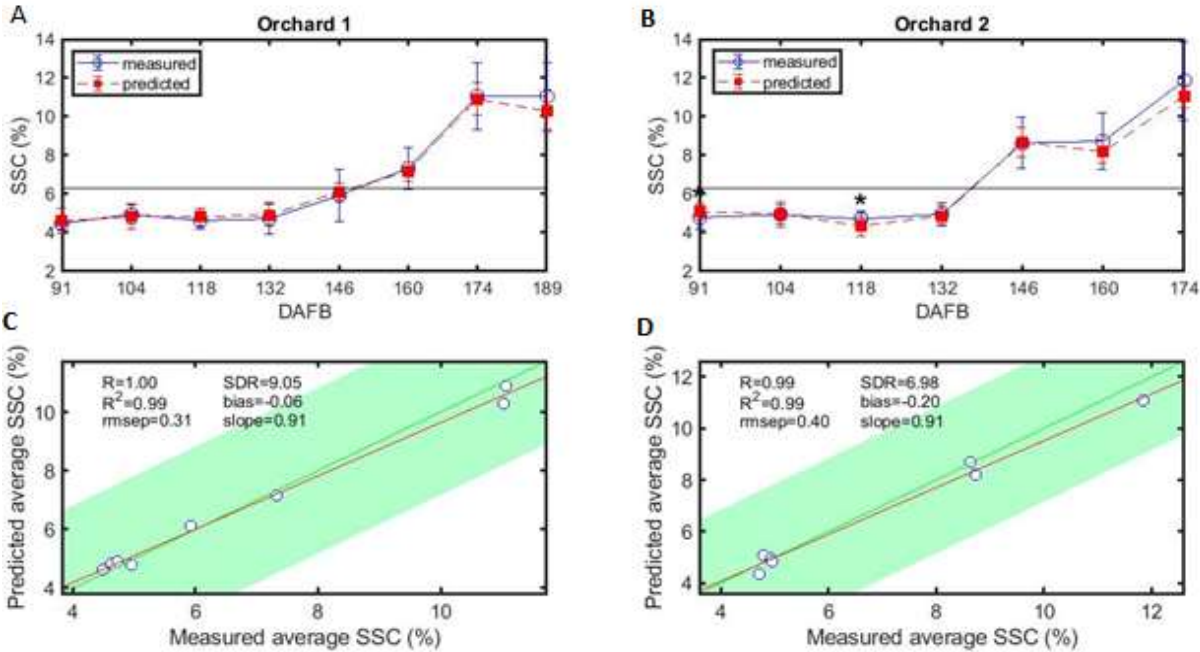 A
Orchard 1
measured
predicted
SSC (%)
14
12
10
8
6
4
2
91 104 118 132 146 160 174 189
DAFB
B
Orchard 2
measured
predicted
SSC (%)
14
12
10
8
6
4
2
*
*
91 104 118 132 146 160 174
DAFB
C
R=1.00 SDR=9.05
R²=0.99 bias=-0.06
rmsep=0.31 slope=0.91
Predicted average SSC (%)
10
8
6
4
4 6 8 10
Measured average SSC (%)
D
R=0.99 SDR=6.98
R²=0.99 bias=-0.20
rmsep=0.40 slope=0.91
Predicted average SSC (%)
12
10
8
6
4
4 6 8 10 12
Measured average SSC (%)